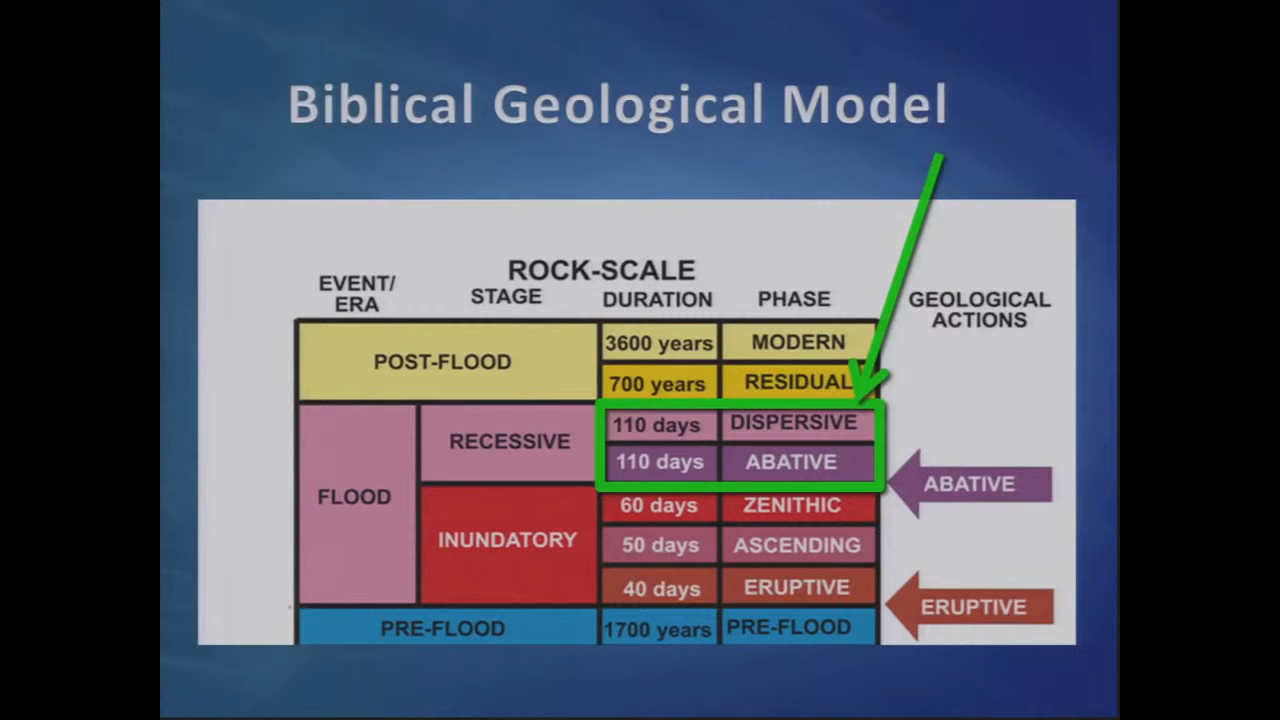 Biblical Geological Model
ROCK-SCALE
EVENT/
ERA
STAGE
DURATION
PHASE
GEOLOGICAL
ACTIONS
POST-FLOOD
3600 years
MODERN
700 years
RESIDUAL
FLOOD
RECESSIVE
110 days
DISPERSIVE
110 days
ABATIVE
ABATIVE
INUNDATORY
60 days
ZENITHIC
50 days
ASCENDING
40 days
ERUPTIVE
ERUPTIVE
PRE-FLOOD
1700 years
PRE-FLOOD